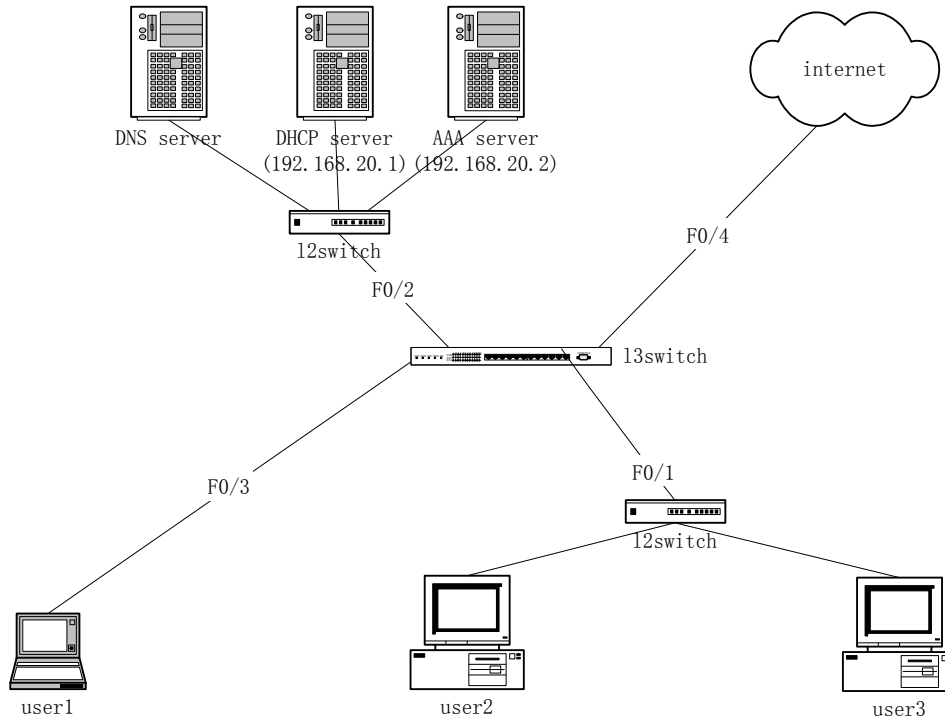 internet
DNS server
DHCP server
(192.168.20.1)
AAA server
(192.168.20.2)
l2switch
F0/4
F0/2
l3switch
F0/3
F0/1
l2switch
user1
user2
user3